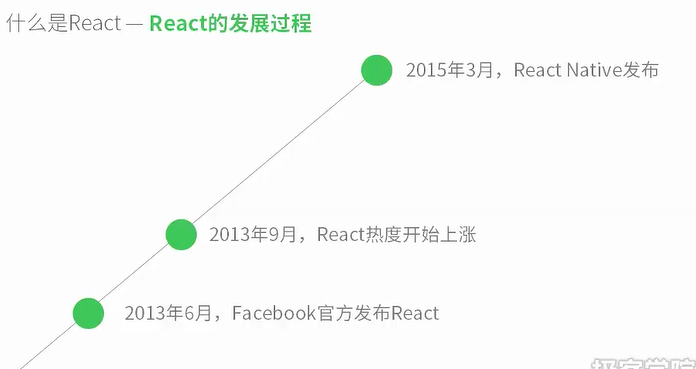 什么是React — React的发展过程
2015年3月，React Native发布
2013年9月，React热度开始上涨
2013年6月，Facebook官方发布React